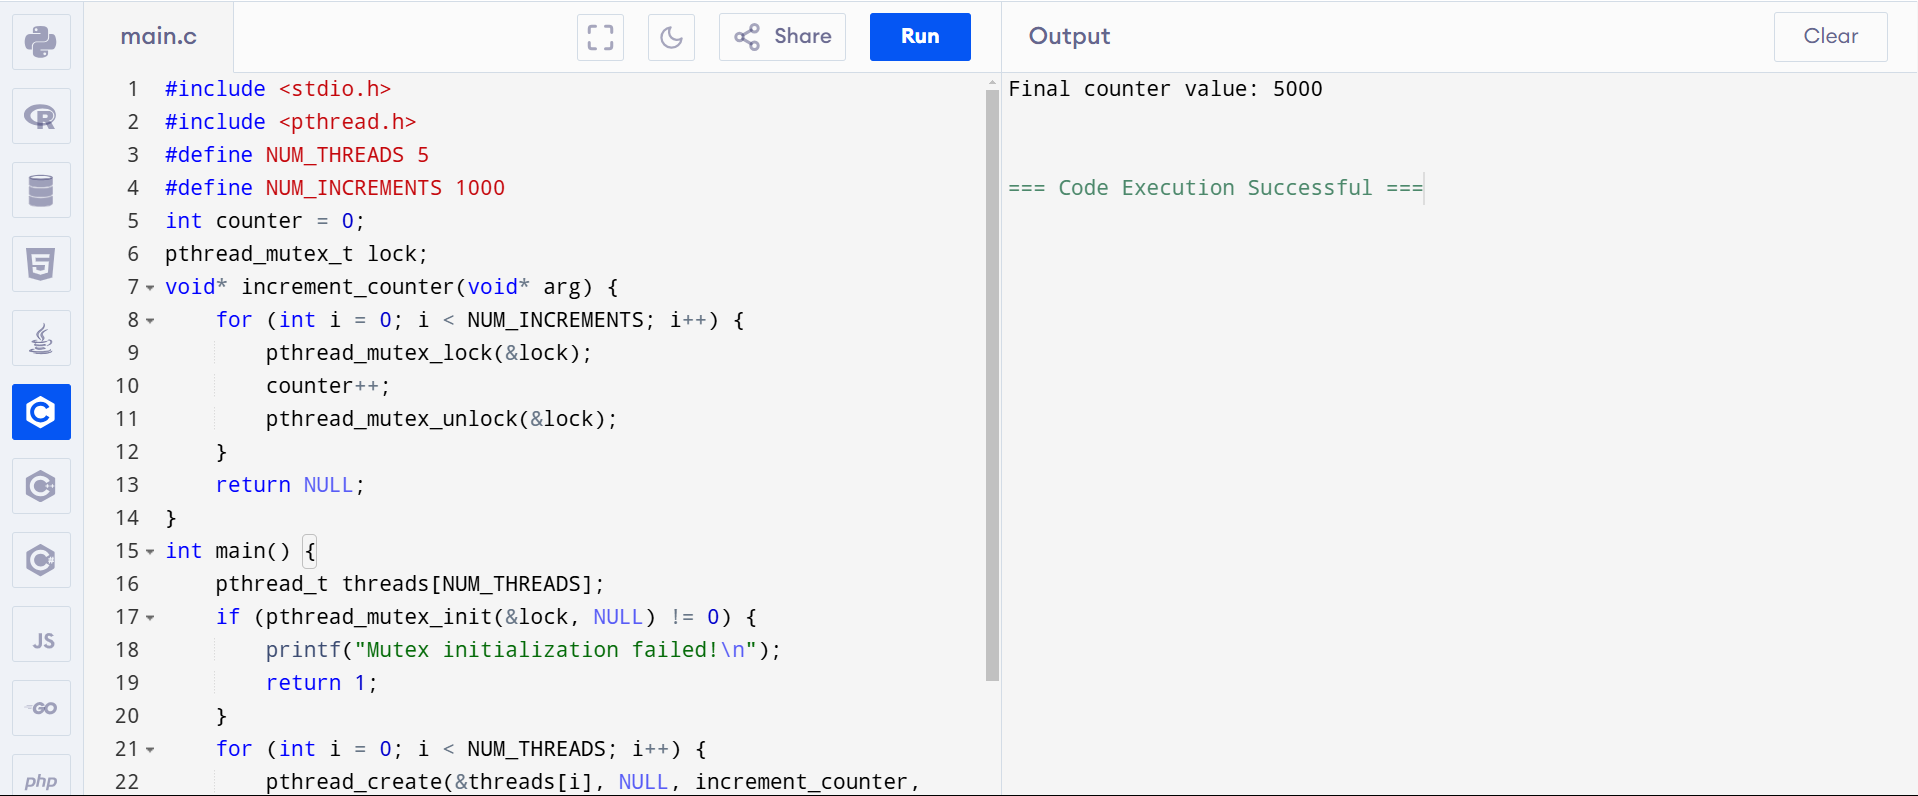 main.c
Share
Run
Output
Clear
1 #include <stdio.h>
2 #include <pthread.h>
3 #define NUM_THREADS 5
4 #define NUM_INCREMENTS 1000
5 int counter = 0;
6 pthread_mutex_t lock;
7 void* increment_counter(void* arg) {
8     for (int i = 0; i < NUM_INCREMENTS; i++) {
9         pthread_mutex_lock(&lock);
10         counter++;
11         pthread_mutex_unlock(&lock);
12     }
13     return NULL;
14 }
15 int main() {
16     pthread_t threads[NUM_THREADS];
17     if (pthread_mutex_init(&lock, NULL) != 0) {
18         printf("Mutex initialization failed!\n");
19         return 1;
20     }
21     for (int i = 0; i < NUM_THREADS; i++) {
22         pthread_create(&threads[i], NULL, increment_counter,
Final counter value: 5000
=== Code Execution Successful ===
R
5
C
C++
C#
JS
GO
php